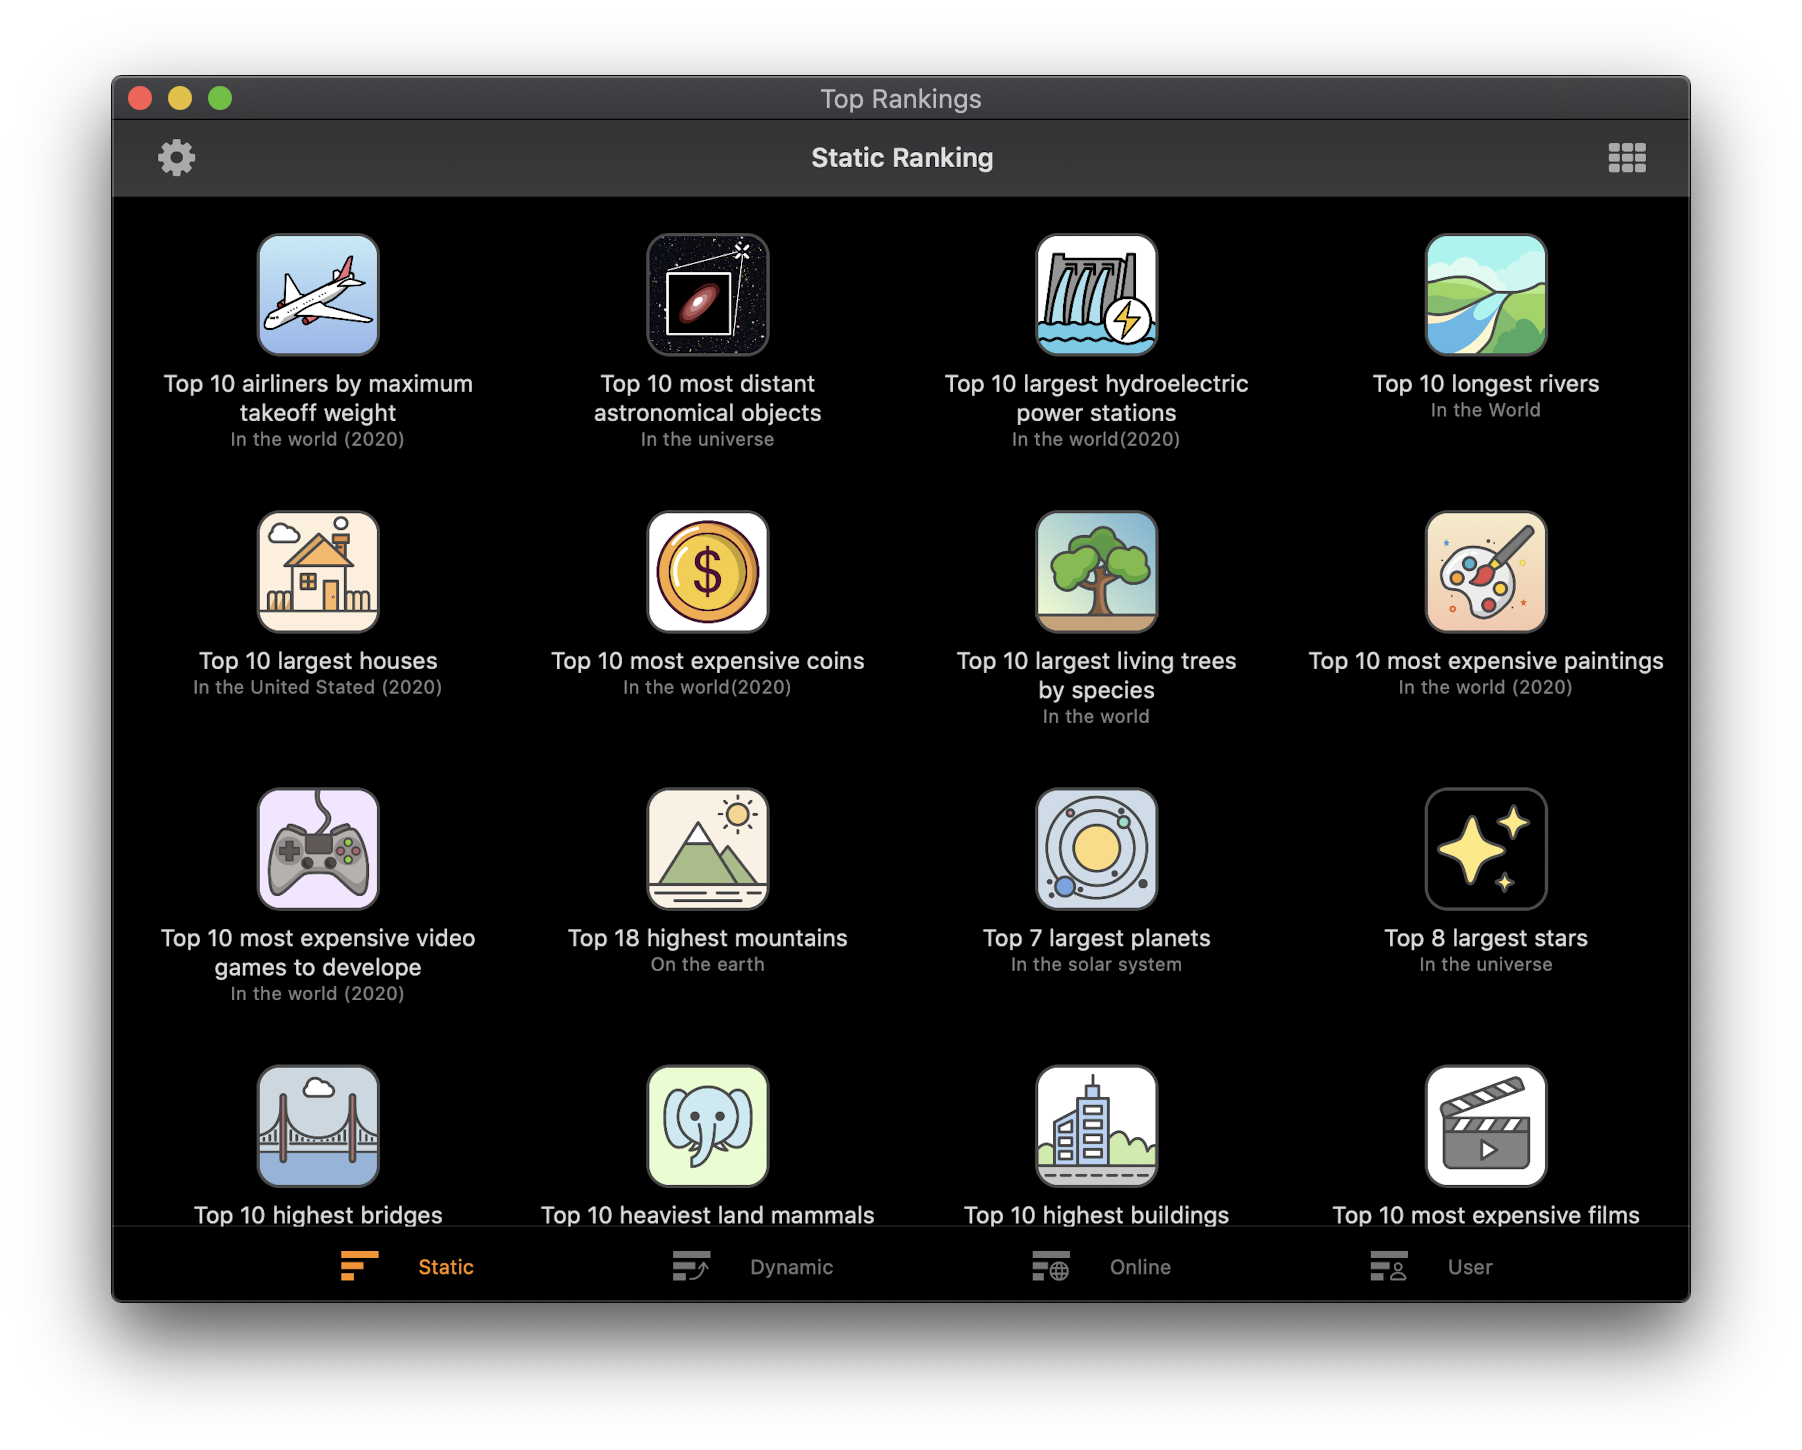 Top Rankings
Static Ranking
Top 10 airliners by maximum
takeoff weight
In the world (2020)
Top 10 most distant
astronomical objects
In the universe
Top 10 largest hydroelectric
power stations
In the world(2020)
Top 10 longest rivers
In the World
Top 10 largest houses
In the United Stated (2020)
$
Top 10 most expensive coins
In the world(2020)
Top 10 largest living trees
by species
In the world
Top 10 most expensive paintings
In the world (2020)
Top 10 most expensive video
games to develope
In the world (2020)
Top 18 highest mountains
On the earth
Top 7 largest planets
In the solar system
Top 8 largest stars
In the universe
Top 10 highest bridges
Top 10 heaviest land mammals
Top 10 highest buildings
Top 10 most expensive films
Static
Dynamic
Online
User